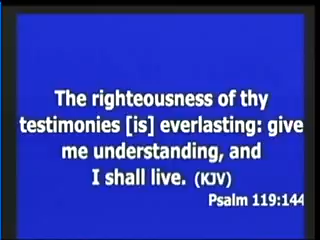 The righteousness of thy
testimonies [is] everlasting: give
me understanding, and
I shall live. (KJV)
Psalm 119:144